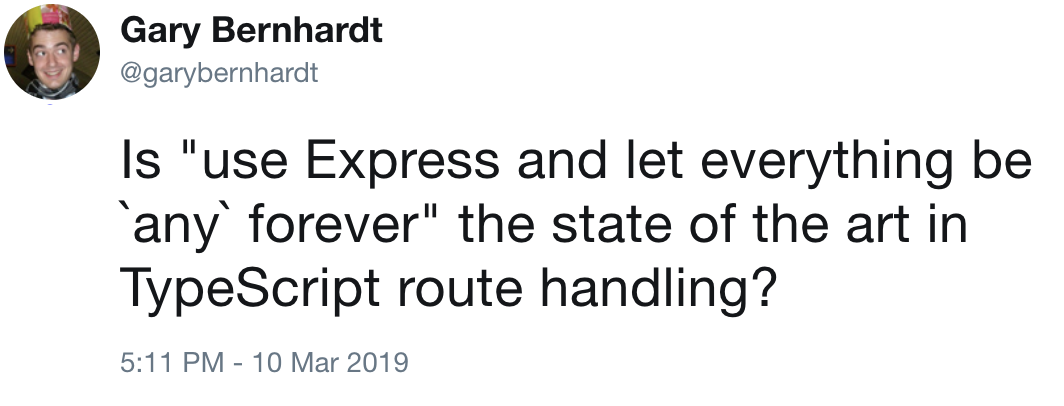 Gary Bernhardt
@garybernhardt
Is "use Express and let everything be
`any` forever" the state of the art in
TypeScript route handling?
5:11 PM - 10 Mar 2019